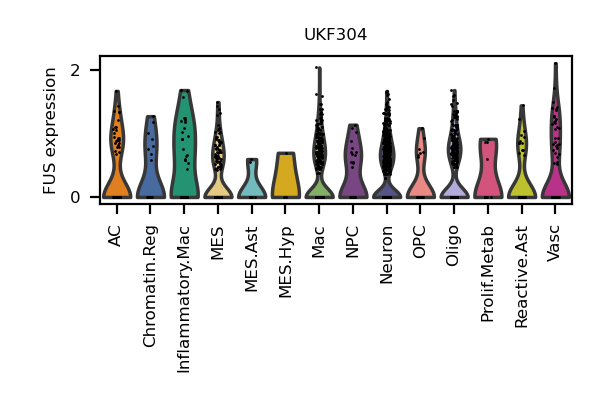 UKF304
FUS expression
2
0
AC
Chromatin.Reg
Inflammatory.Mac
MES
MES.Ast
MES.Hyp
Mac
NPC
Neuron
OPC
Oligo
Prolif.Metab
Reactive.Ast
Vasc